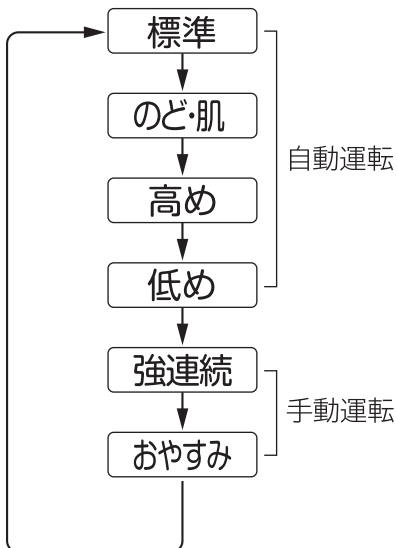 標準
のど・肌
高め
低め
自動運転
強連続
おやすみ
手動運転